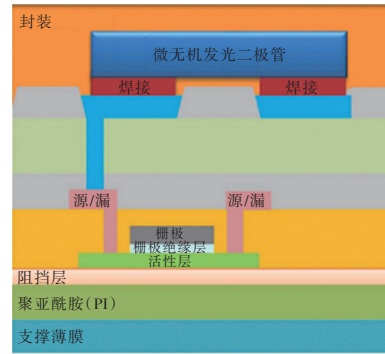 封装
微无机发光二极管
焊接 焊接
源/漏 源/漏
栅极
栅极绝缘层
活性层
阻挡层
聚亚酰胺(PI)
支撑薄膜